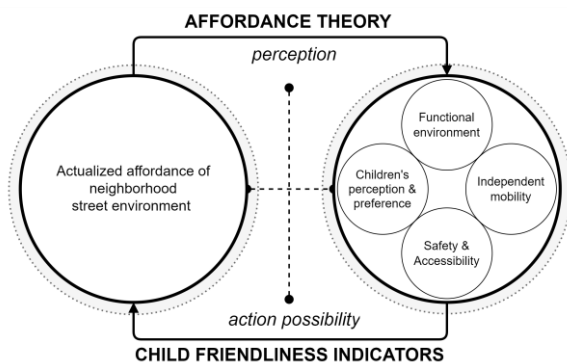 AFFORDANCE THEORY
perception
Actualized affordance of
neighborhood
street environment
Functional
environment
Children's
perception &
preference
Independent
mobility
Safety &
Accessibility
action possibility
CHILD FRIENDLINESS INDICATORS